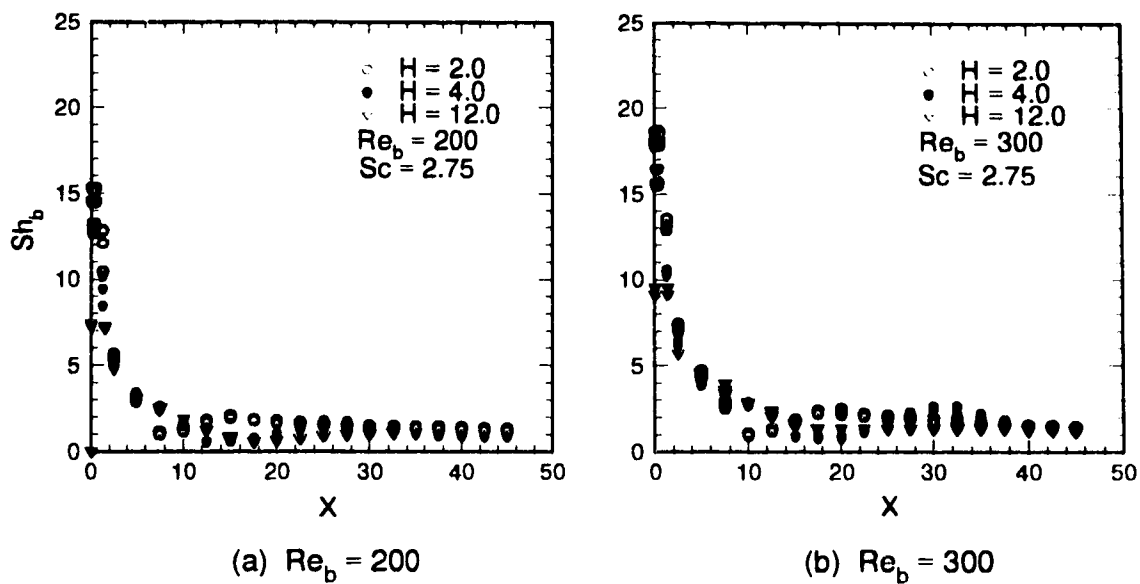 25
20
15
10
5
0
0 10 20 30 40 50
Sh_b
X
H = 2.0
H = 4.0
H = 12.0
Re_b = 200
Sc = 2.75
(a) Re_b = 200
25
20
15
10
5
0
0 10 20 30 40 50
X
H = 2.0
H = 4.0
H = 12.0
Re_b = 300
Sc = 2.75
(b) Re_b = 300